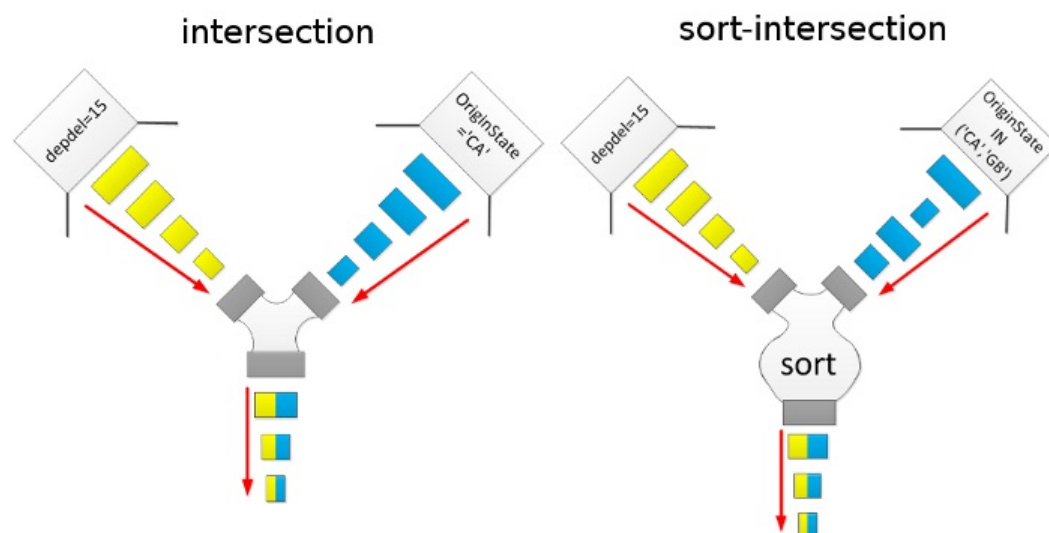 intersection
sort-intersection
depdel=15
OriginState
='CA'
depdel=15
OriginState
IN
('CA','GB')
sort